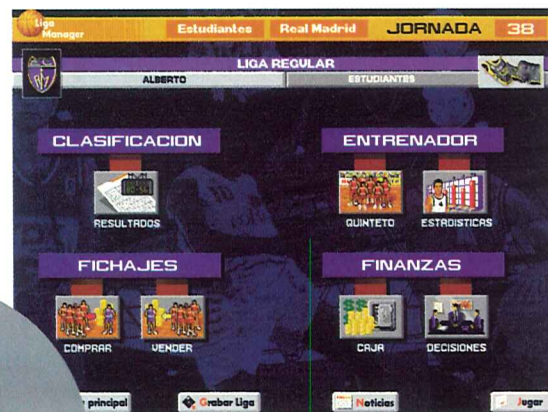 Liga Manager
Estudiantes Real Madrid JORNADA 38
LIGA REGULAR
ALBERTO ESTUDIANTES
CLASIFICACION ENTRENADOR
RESULTADOS QUINTETO ESTADISTICAS
FICHAJES FINANZAS
COMPRAR VENDER CAJA DECISIONES
principal Grabar Liga Noticias Jugar